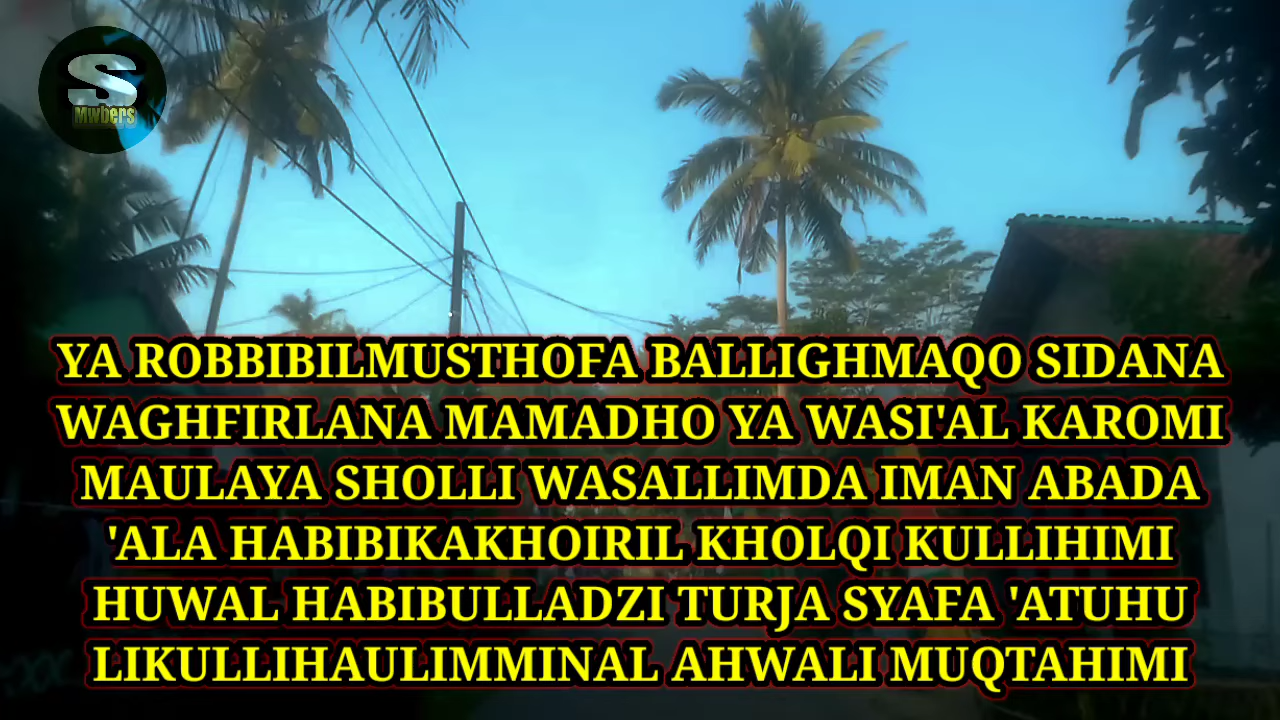 S
Mwbers
YA ROBBIBILMUSTHOFA BALLIGHMAQO SIDANA
WAGHFIRLANA MAMADHO YA WASI'AL KAROMI
MAULAYA SHOLLI WASALLIMDA IMAN ABADA
'ALA HABIBIKAKHOIRIL KHOLQI KULLIHIMI
HUWAL HABIBULLADZI TURJA SYAFA 'ATUHU
LIKULLIHAULIMMINAL AHWALI MUQTAHIMI